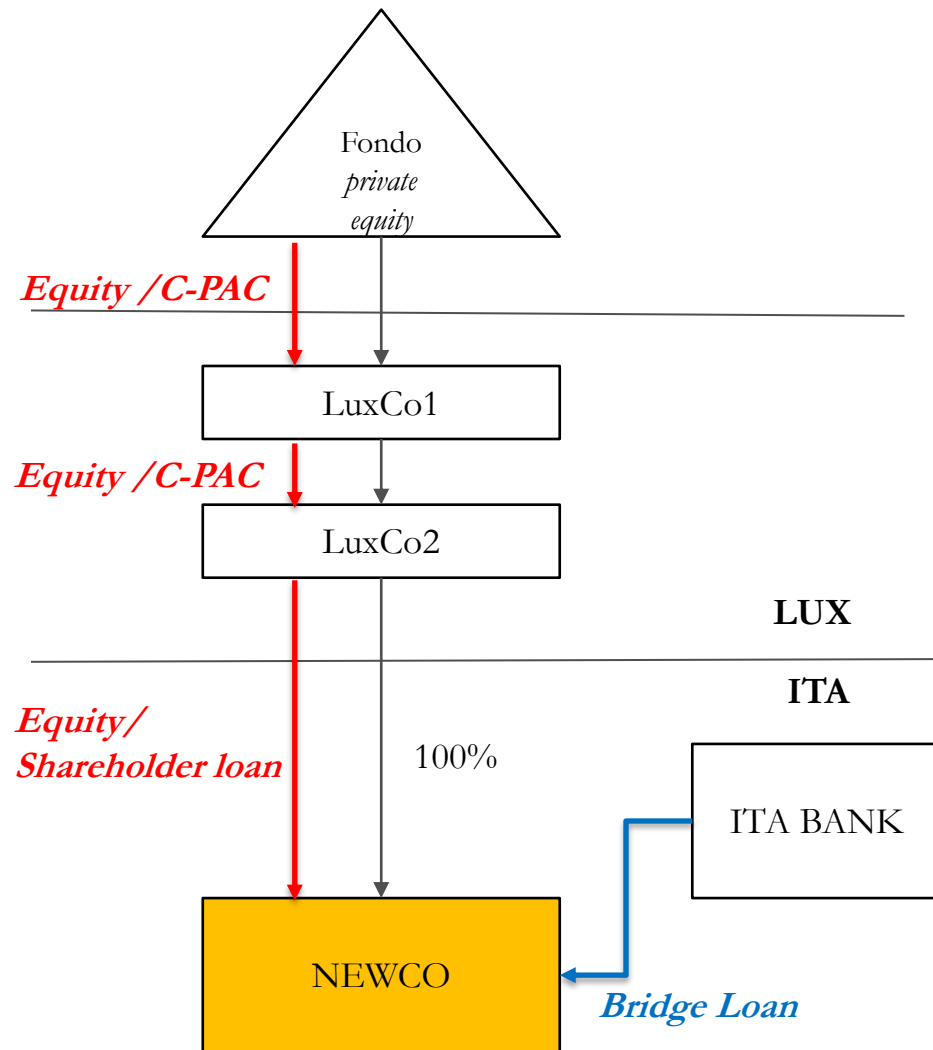 Fondo
private
equity
Equity /C-PAC
LuxCo1
Equity /C-PAC
LuxCo2
LUX
ITA
Equity/
Shareholder loan
100%
ITA BANK
NEWCO
Bridge Loan